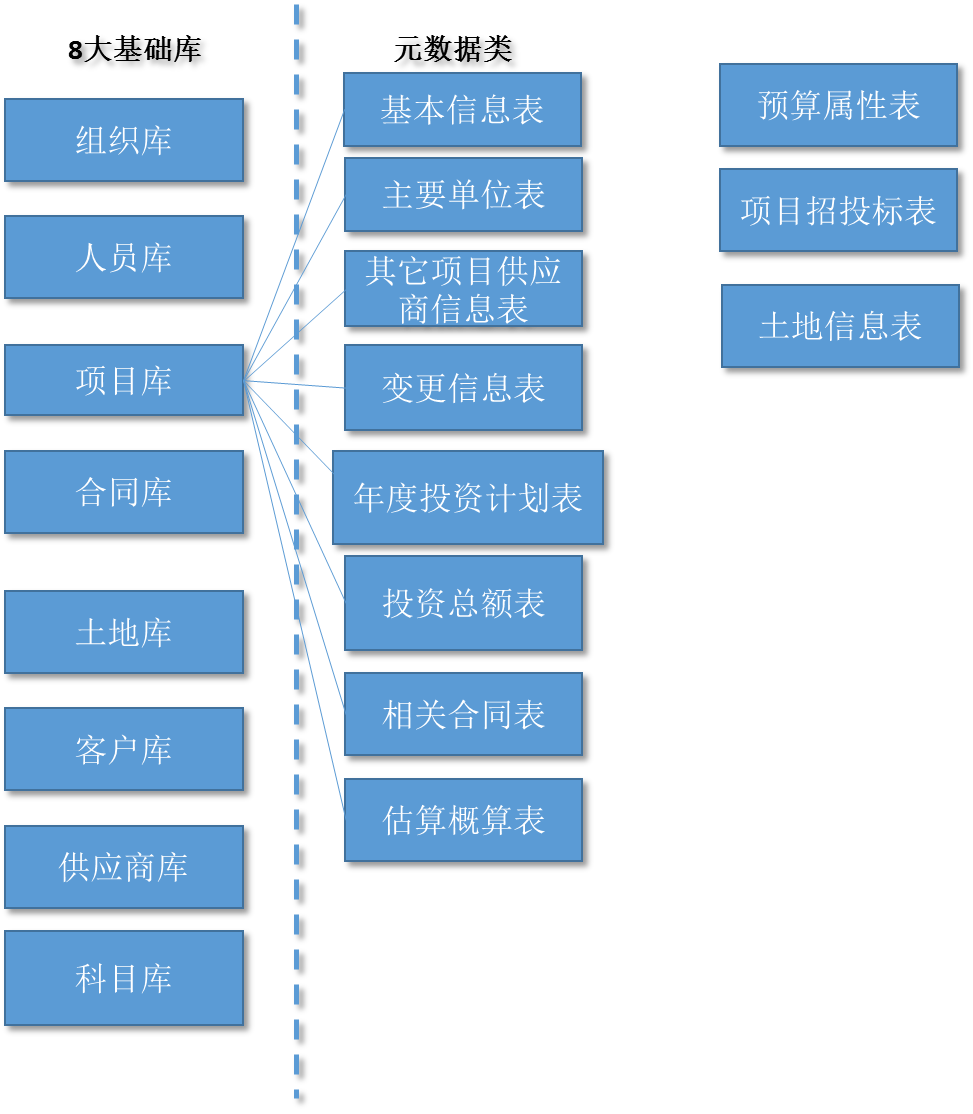 8大基础库
组织库
人员库
项目库
合同库
土地库
客户库
供应商库
科目库
元数据类
基本信息表
主要单位表
其它项目供应
商信息表
变更信息表
年度投资计划表
投资总额表
相关合同表
估算概算表
预算属性表
项目招投标表
土地信息表